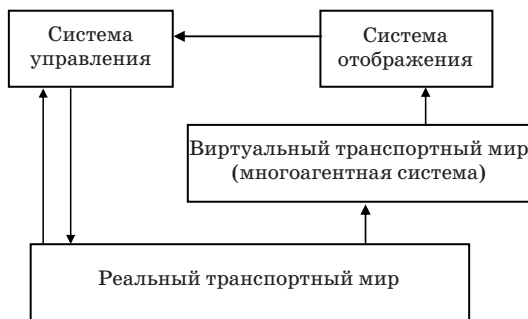 Система
управления
Система
отображения
Виртуальный транспортный мир
(многоагентная система)
Реальный транспортный мир